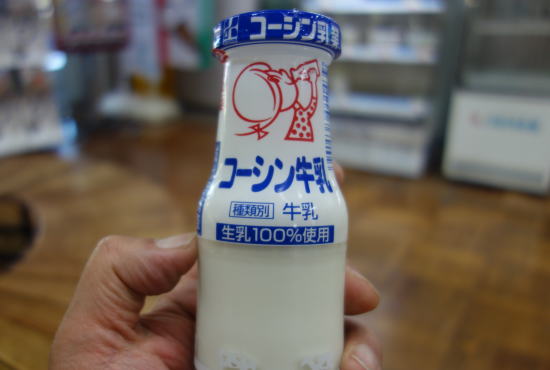 コーシン乳業
コーシン牛乳
種類別 牛乳
生乳100%使用